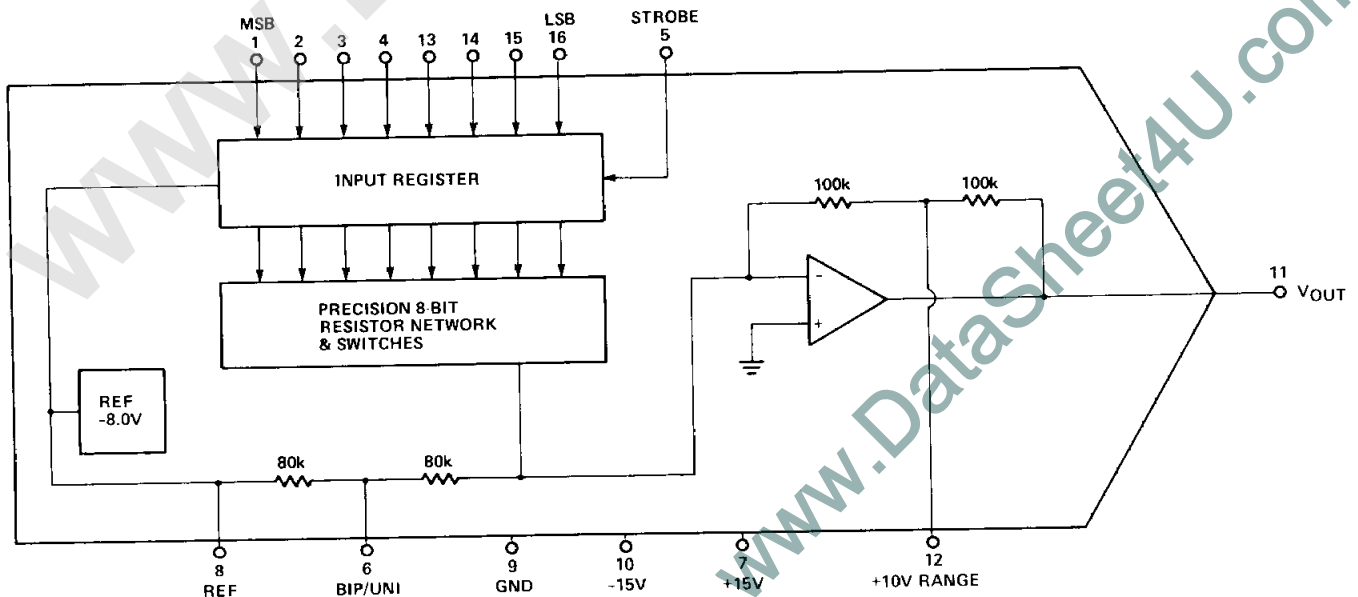 MSB
LSB
STROBE
1 2 3 4 13 14 15 16 5
INPUT REGISTER
PRECISION 8-BIT
RESISTOR NETWORK
& SWITCHES
REF
-8.0V
80k
80k
100k
100k
-
+
11
VOUT
8
REF
6
BIP/UNI
9
GND
10
-15V
7
+15V
12
+10V RANGE
www.
www.DataSheet4U.com